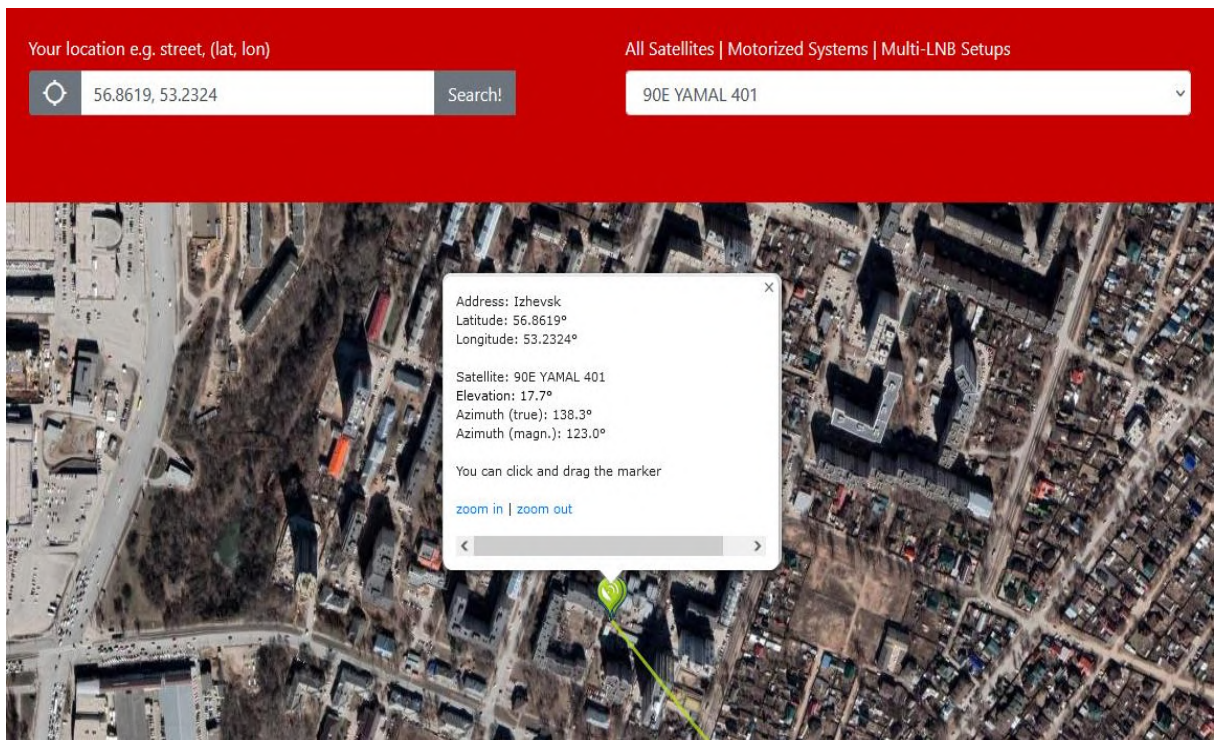 Your location e.g. street, (lat, lon)
All Satellites | Motorized Systems | Multi-LNB Setups
56.8619, 53.2324
Search!
90E YAMAL 401
Address: Izhevsk
Latitude: 56.8619°
Longitude: 53.2324°
Satellite: 90E YAMAL 401
Elevation: 17.7°
Azimuth (true): 138.3°
Azimuth (magn.): 123.0°
You can click and drag the marker
zoom in | zoom out